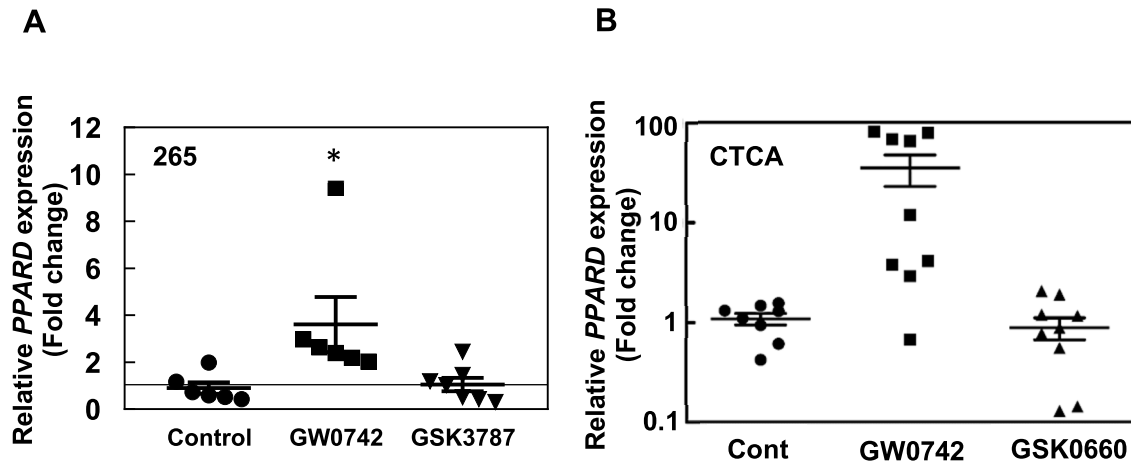 A
Relative PPARD expression
(Fold change)
12
10
8
6
4
2
0
265
*
Control
GW0742
GSK3787
B
Relative PPARD expression
(Fold change)
100
10
1
0.1
CTCA
Cont
GW0742
GSK0660